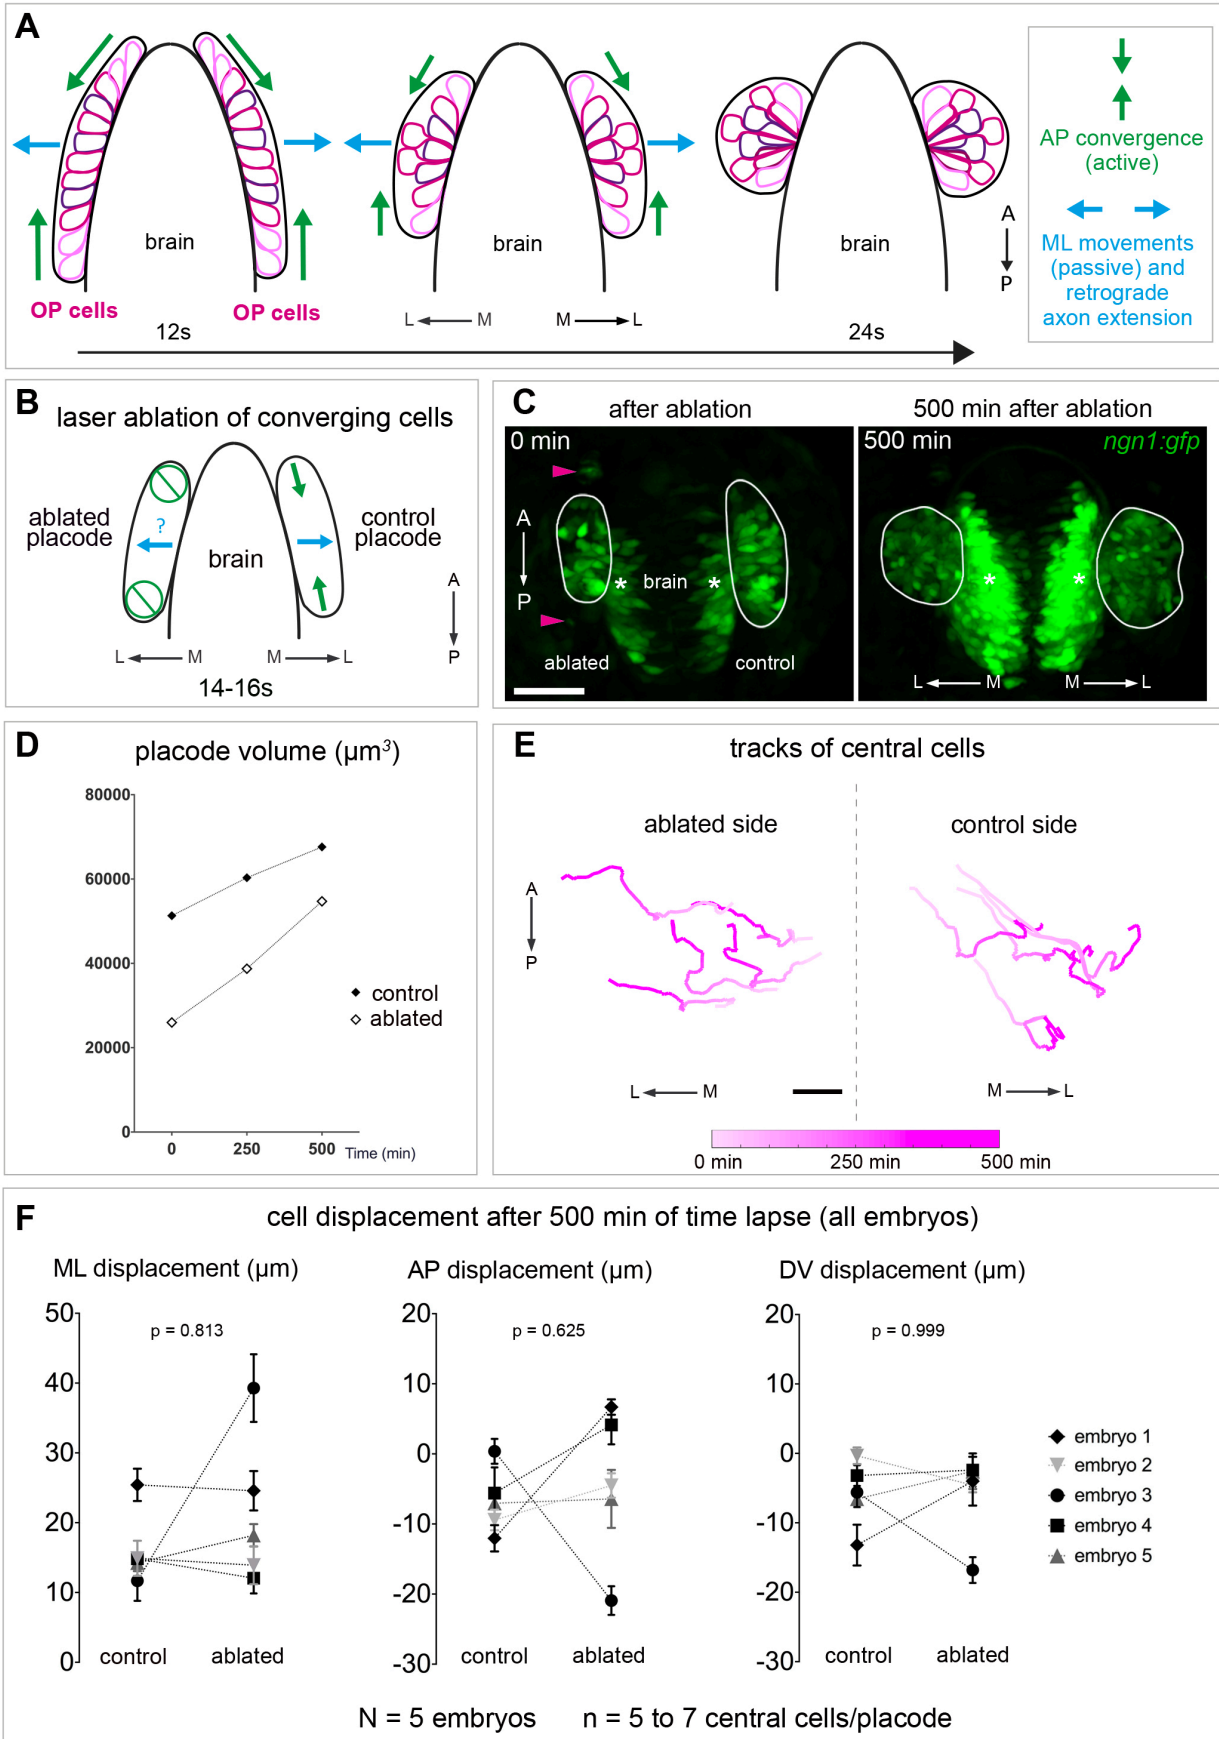 A
brain
brain
brain
OP cells
OP cells
12s
L M
M L
24s
A
P
AP convergence
(active)
ML movements
(passive) and
retrograde
axon extension
B
laser ablation of converging cells
ablated
placode
?
brain
control
placode
A
P
L M
M L
14-16s
C
after ablation
500 min after ablation
0 min
A
P
*
brain
*
ablated
control
500 min
ngn1:gfp
*
*
L M
M L
D
placode volume (µm³)
80000
60000
40000
20000
0
0
250
500
Time (min)
control
ablated
E
tracks of central cells
ablated side
control side
A
P
L M
M L
0 min
250 min
500 min
F
cell displacement after 500 min of time lapse (all embryos)
ML displacement (µm)
p = 0.813
50
40
30
20
10
0
control
ablated
AP displacement (µm)
p = 0.625
20
10
0
-10
-20
-30
control
ablated
DV displacement (µm)
p = 0.999
20
10
0
-10
-20
-30
control
ablated
embryo 1
embryo 2
embryo 3
embryo 4
embryo 5
N = 5 embryos
n = 5 to 7 central cells/placode